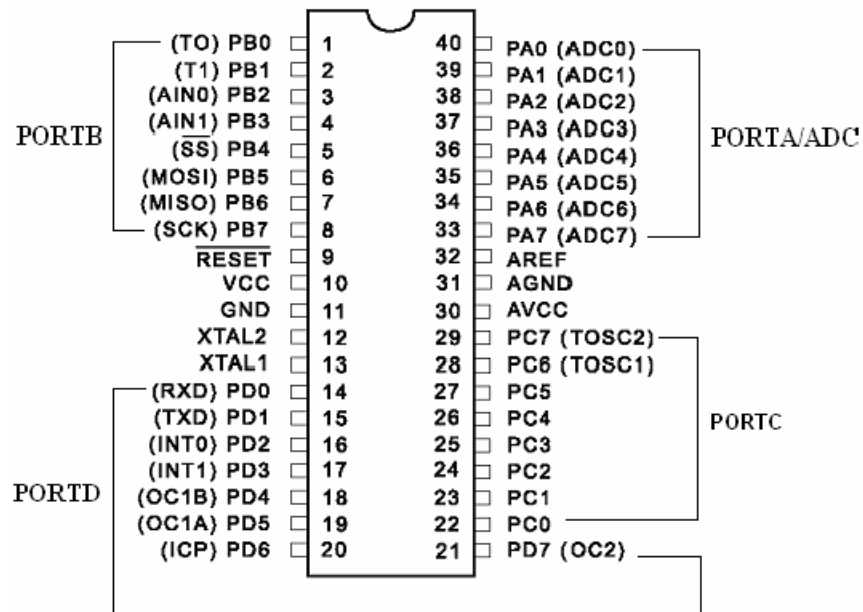 (TO) PB0 1 40 PA0 (ADC0)
(T1) PB1 2 39 PA1 (ADC1)
(AIN0) PB2 3 38 PA2 (ADC2)
(AIN1) PB3 4 37 PA3 (ADC3)
PORTB PORTA/ADC
(SS) PB4 5 36 PA4 (ADC4)
(MOSI) PB5 6 35 PA5 (ADC5)
(MISO) PB6 7 34 PA6 (ADC6)
(SCK) PB7 8 33 PA7 (ADC7)
RESET 9 32 AREF
VCC 10 31 AGND
GND 11 30 AVCC
XTAL2 12 29 PC7 (TOSC2)
XTAL1 13 28 PC6 (TOSC1)
(RXD) PD0 14 27 PC5
(TXD) PD1 15 26 PC4
PORTC
(INT0) PD2 16 25 PC3
(INT1) PD3 17 24 PC2
PORTD
(OC1B) PD4 18 23 PC1
(OC1A) PD5 19 22 PC0
(ICP) PD6 20 21 PD7 (OC2)